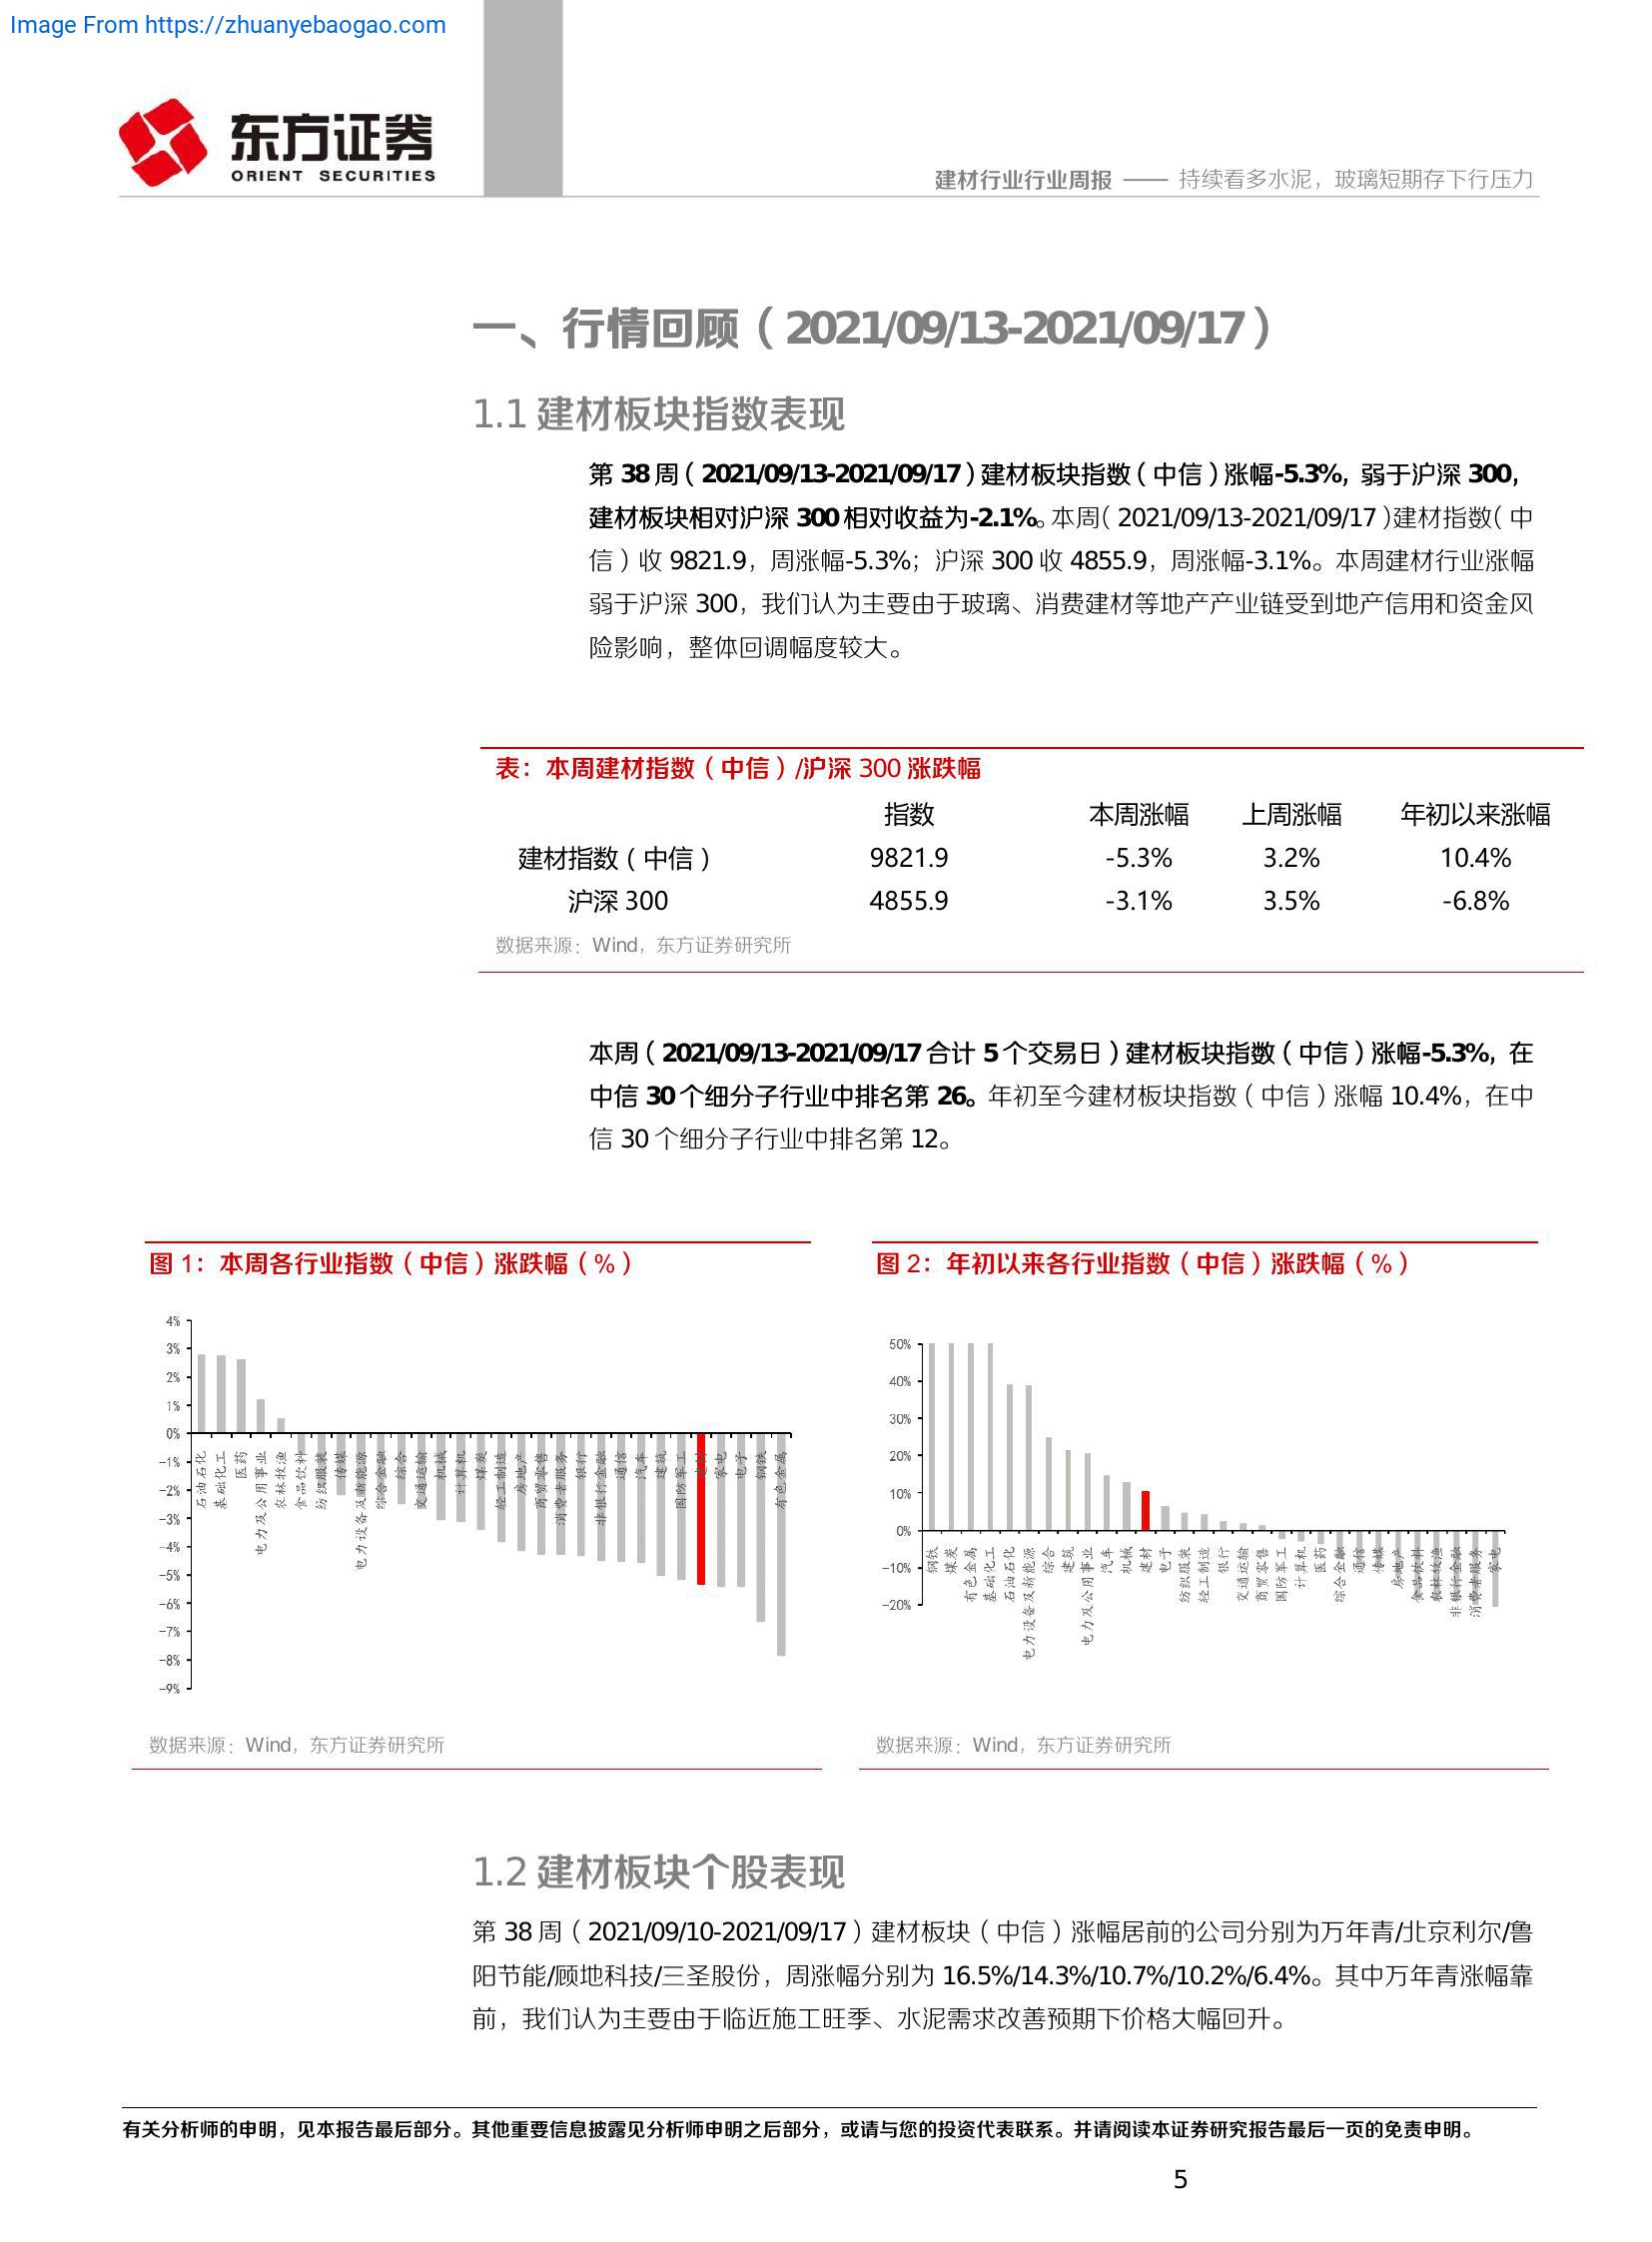 Image From https://zhuanyebaogao.com
东方证券
ORIENT SECURITIES
建材行业行业周报 —— 持续看多水泥，玻璃短期存下行压力
一、行情回顾（2021/09/13-2021/09/17）
1.1 建材板块指数表现
第 38 周（2021/09/13-2021/09/17）建材板块指数（中信）涨幅-5.3%，弱于沪深 300，
建材板块相对沪深 300 相对收益为-2.1%。本周（2021/09/13-2021/09/17）建材指数（中
信）收 9821.9，周涨幅-5.3%；沪深 300 收 4855.9，周涨幅-3.1%。本周建材行业涨幅
弱于沪深 300，我们认为主要由于玻璃、消费建材等地产产业链受到地产信用和资金风
险影响，整体回调幅度较大。
表：本周建材指数（中信）/沪深 300 涨跌幅
指数 本周涨幅 上周涨幅 年初以来涨幅
建材指数（中信） 9821.9 -5.3% 3.2% 10.4%
沪深 300 4855.9 -3.1% 3.5% -6.8%
数据来源：Wind，东方证券研究所
本周（2021/09/13-2021/09/17 合计 5 个交易日）建材板块指数（中信）涨幅-5.3%，在
中信 30 个细分子行业中排名第 26。年初至今建材板块指数（中信）涨幅 10.4%，在中
信 30 个细分子行业中排名第 12。
图 1：本周各行业指数（中信）涨跌幅（%）
4%
3%
2%
1%
0%
-1%
-2%
-3%
-4%
-5%
-6%
-7%
-8%
-9%
石油石化
基础化工
医药
电力及公用事业
农林牧渔
食品饮料
纺织服装
传媒
电力设备及新能源
综合金融
综合
交通运输
机械
计算机
煤炭
轻工制造
房地产
商贸零售
消费者服务
银行
非银行金融
通信
汽车
建筑
国防军工
建材
家电
电子
钢铁
有色金属
数据来源：Wind，东方证券研究所
图 2：年初以来各行业指数（中信）涨跌幅（%）
50%
40%
30%
20%
10%
0%
-10%
-20%
钢铁
煤炭
有色金属
基础化工
石油石化
电力设备及新能源
综合
建筑
电力及公用事业
汽车
机械
建材
电子
纺织服装
轻工制造
银行
交通运输
商贸零售
国防军工
计算机
医药
综合金融
通信
传媒
房地产
食品饮料
农林牧渔
非银行金融
消费者服务
家电
数据来源：Wind，东方证券研究所
1.2 建材板块个股表现
第 38 周（2021/09/10-2021/09/17）建材板块（中信）涨幅居前的公司分别为万年青/北京利尔/鲁
阳节能/顾地科技/三圣股份，周涨幅分别为 16.5%/14.3%/10.7%/10.2%/6.4%。其中万年青涨幅靠
前，我们认为主要由于临近施工旺季、水泥需求改善预期下价格大幅回升。
有关分析师的申明，见本报告最后部分。其他重要信息披露见分析师申明之后部分，或请与您的投资代表联系。并请阅读本证券研究报告最后一页的免责申明。
5